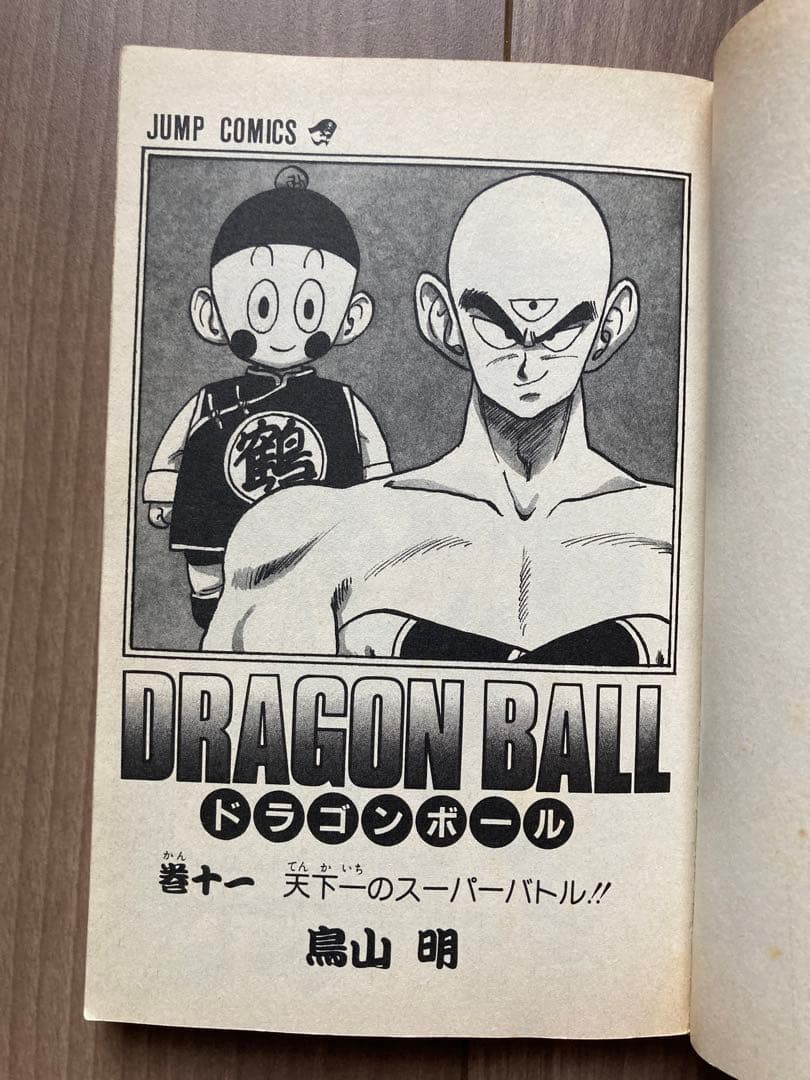 JUMP COMICS
鶴
DRAGON BALL
ドラゴンボール
かん てんかいち
巻十一 天下一のスーパーバトル!!
鳥山 明